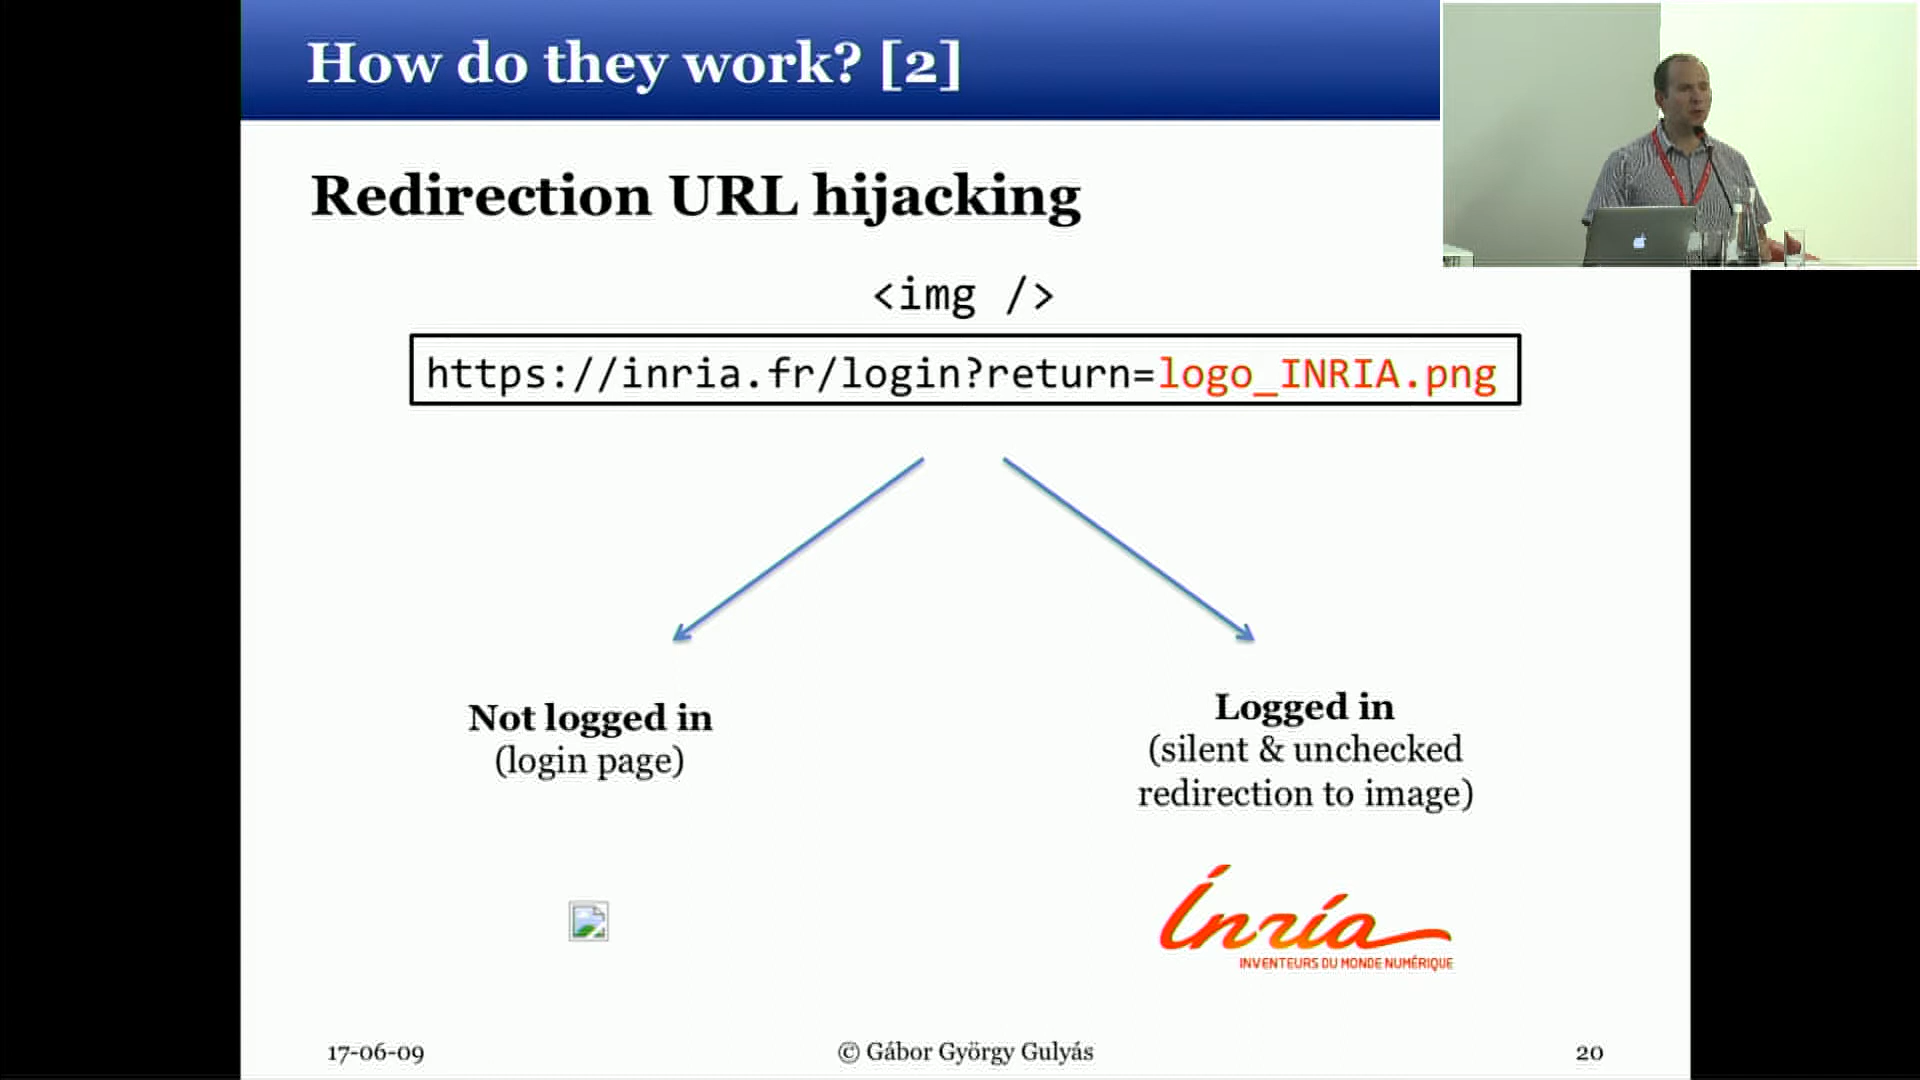 How do they work? [2]
Redirection URL hijacking
<img />
https://inria.fr/login?return=logo_INRIA.png
Not logged in
(login page)
Logged in
(silent & unchecked
redirection to image)
Inría
INVENTEURS DU MONDE NUMÉRIQUE
17-06-09
© Gábor György Gulyás
20